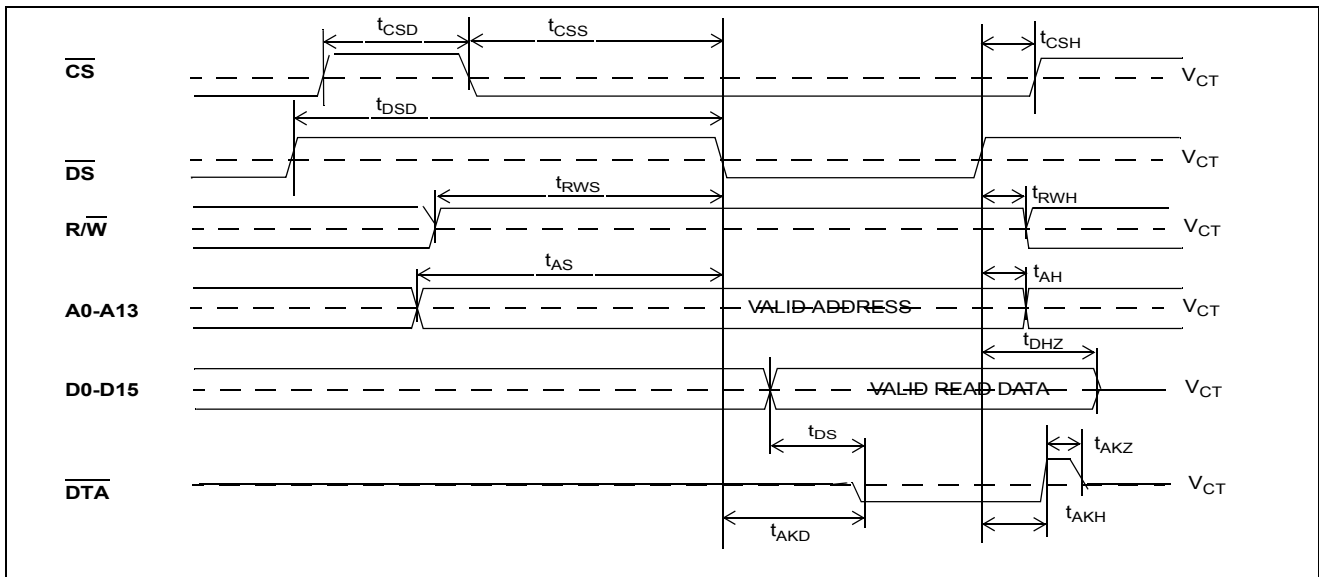 tCSD
tCSS
tCSH
CS
VCT
tDSD
DS
VCT
tRWS
tRWH
R/W
VCT
tAS
tAH
A0-A13
VALID ADDRESS
VCT
tDHZ
D0-D15
VALID READ DATA
VCT
tDS
tAKZ
DTA
VCT
tAKD
tAKH